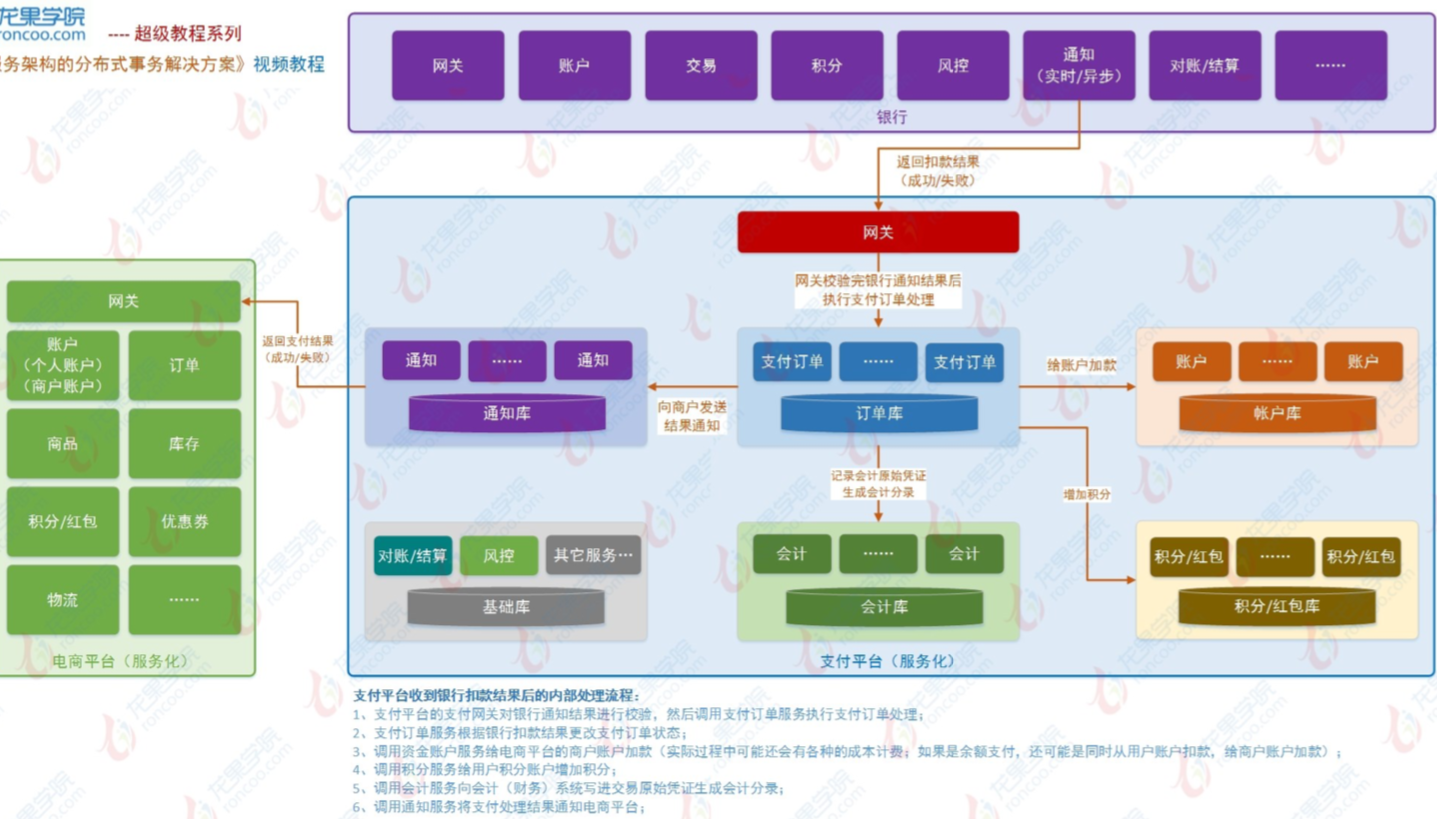 龙果学院
roncoo.com
---- 超级教程系列
务架构的分布式事务解决方案》视频教程
网关
账户
交易
积分
风控
通知
（实时/异步）
对账/结算
······
银行
返回扣款结果
（成功/失败）
网关
网关校验完银行通知结果后
执行支付订单处理
网关
账户
（个人账户）
（商户账户）
订单
商品
库存
积分/红包
优惠券
物流
······
电商平台（服务化）
返回支付结果
（成功/失败）
通知
······
通知
通知库
向商户发送
结果通知
支付订单
······
支付订单
订单库
给账户加款
账户
······
账户
帐户库
记录会计原始凭证
生成会计分录
增加积分
对账/结算
风控
其它服务···
基础库
会计
······
会计
会计库
积分/红包
······
积分/红包
积分/红包库
支付平台（服务化）
支付平台收到银行扣款结果后的内部处理流程：
1、支付平台的支付网关对银行通知结果进行校验，然后调用支付订单服务执行支付订单处理；
2、支付订单服务根据银行扣款结果更改支付订单状态；
3、调用资金账户服务给电商平台的商户账户加款（实际过程中可能还会有各种的成本计费；如果是余额支付，还可能是同时从用户账户扣款，给商户账户加款）；
4、调用积分服务给用户积分账户增加积分；
5、调用会计服务向会计（财务）系统写进交易原始凭证生成会计分录；
6、调用通知服务将支付处理结果通知电商平台；